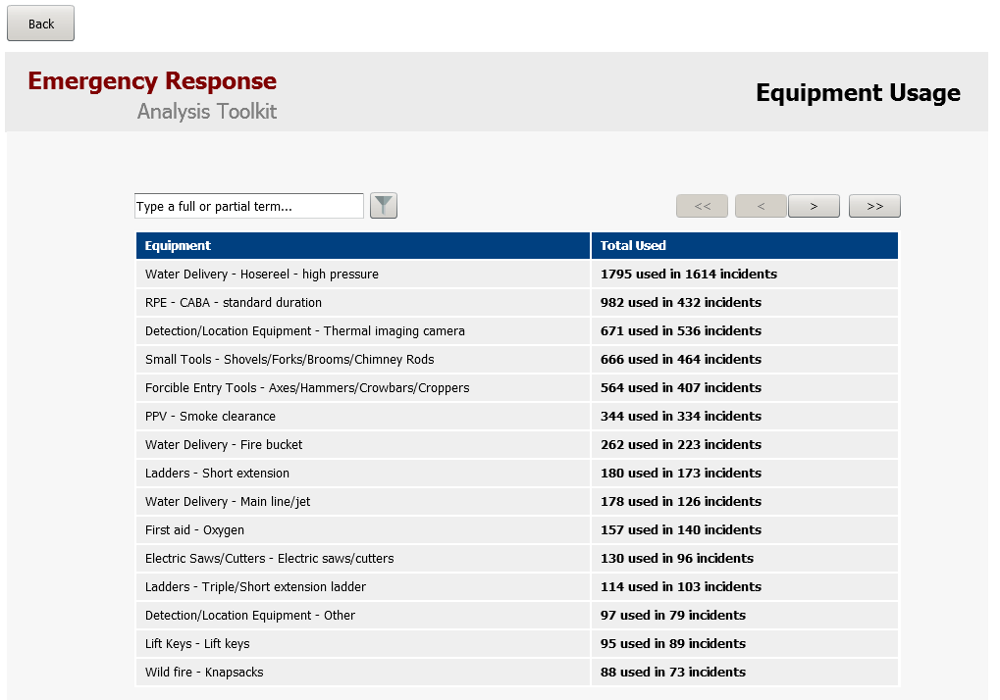 Back
Emergency Response
Analysis Toolkit
Equipment Usage
Type a full or partial term...
<< < > >>
Equipment Total Used
Water Delivery - Hosereel - high pressure 1795 used in 1614 incidents
RPE - CABA - standard duration 982 used in 432 incidents
Detection/Location Equipment - Thermal imaging camera 671 used in 536 incidents
Small Tools - Shovels/Forks/Brooms/Chimney Rods 666 used in 464 incidents
Forcible Entry Tools - Axes/Hammers/Crowbars/Croppers 564 used in 407 incidents
PPV - Smoke clearance 344 used in 334 incidents
Water Delivery - Fire bucket 262 used in 223 incidents
Ladders - Short extension 180 used in 173 incidents
Water Delivery - Main line/jet 178 used in 126 incidents
First aid - Oxygen 157 used in 140 incidents
Electric Saws/Cutters - Electric saws/cutters 130 used in 96 incidents
Ladders - Triple/Short extension ladder 114 used in 103 incidents
Detection/Location Equipment - Other 97 used in 79 incidents
Lift Keys - Lift keys 95 used in 89 incidents
Wild fire - Knapsacks 88 used in 73 incidents